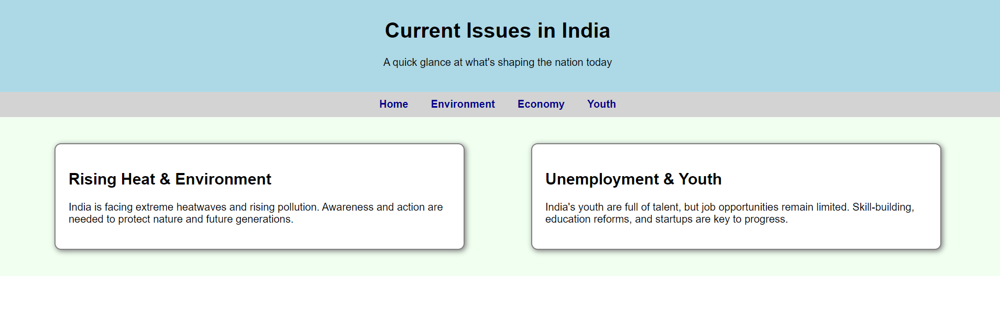 Current Issues in India
A quick glance at what's shaping the nation today
Home Environment Economy Youth
Rising Heat & Environment
India is facing extreme heatwaves and rising pollution. Awareness and action are
needed to protect nature and future generations.
Unemployment & Youth
India's youth are full of talent, but job opportunities remain limited. Skill-building,
education reforms, and startups are key to progress.